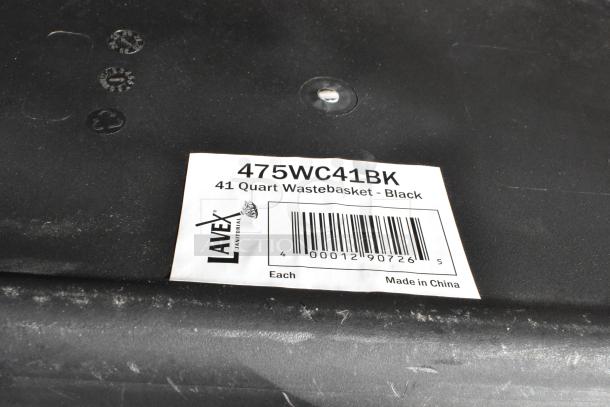 475WC41BK
41 Quart Wastebasket - Black
LAVEX®
JANITORIAL
4 00012 90726 5
Each
Made in China